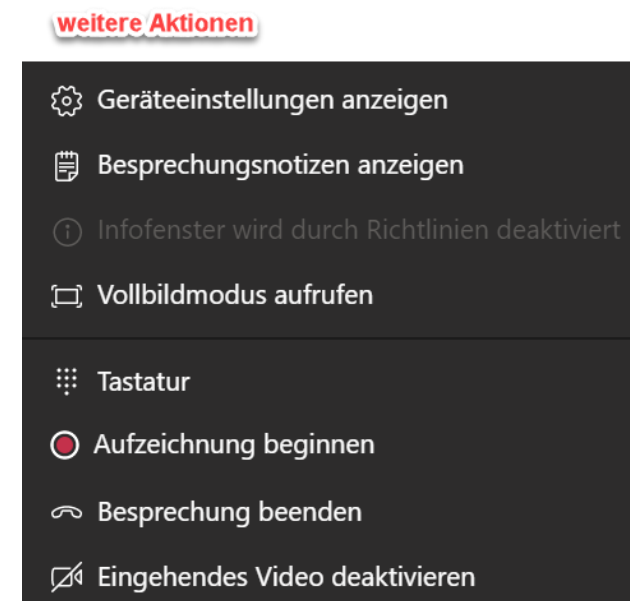 weitere Aktionen
Geräteeinstellungen anzeigen
Besprechungsnotizen anzeigen
Infofenster wird durch Richtlinien deaktiviert
Vollbildmodus aufrufen
Tastatur
Aufzeichnung beginnen
Besprechung beenden
Eingehendes Video deaktivieren